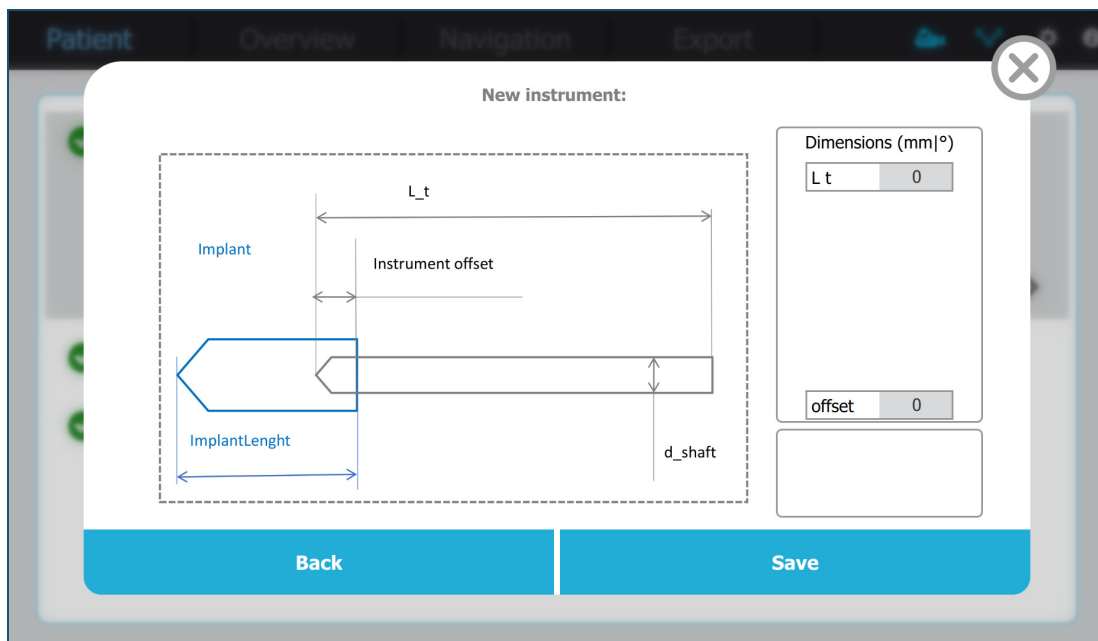 Patient Overview Navigation Export
New instrument:
Dimensions (mm|°)
L t 0
L_t
Implant
Instrument offset
offset 0
ImplantLenght
d_shaft
Back Save